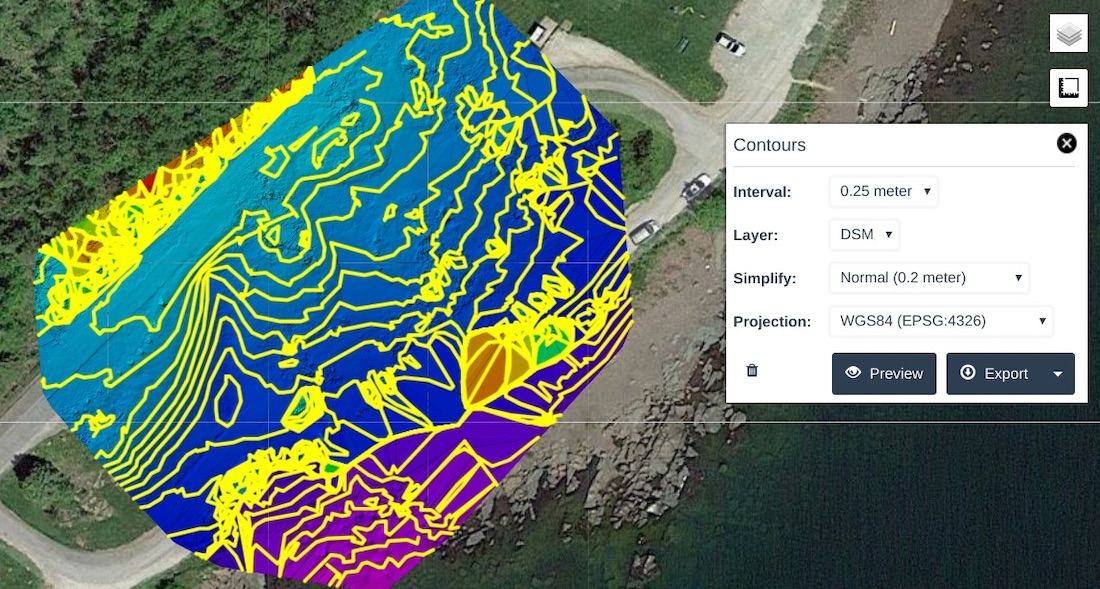 Contours
Interval: 0.25 meter
Layer: DSM
Simplify: Normal (0.2 meter)
Projection: WGS84 (EPSG:4326)
Preview Export